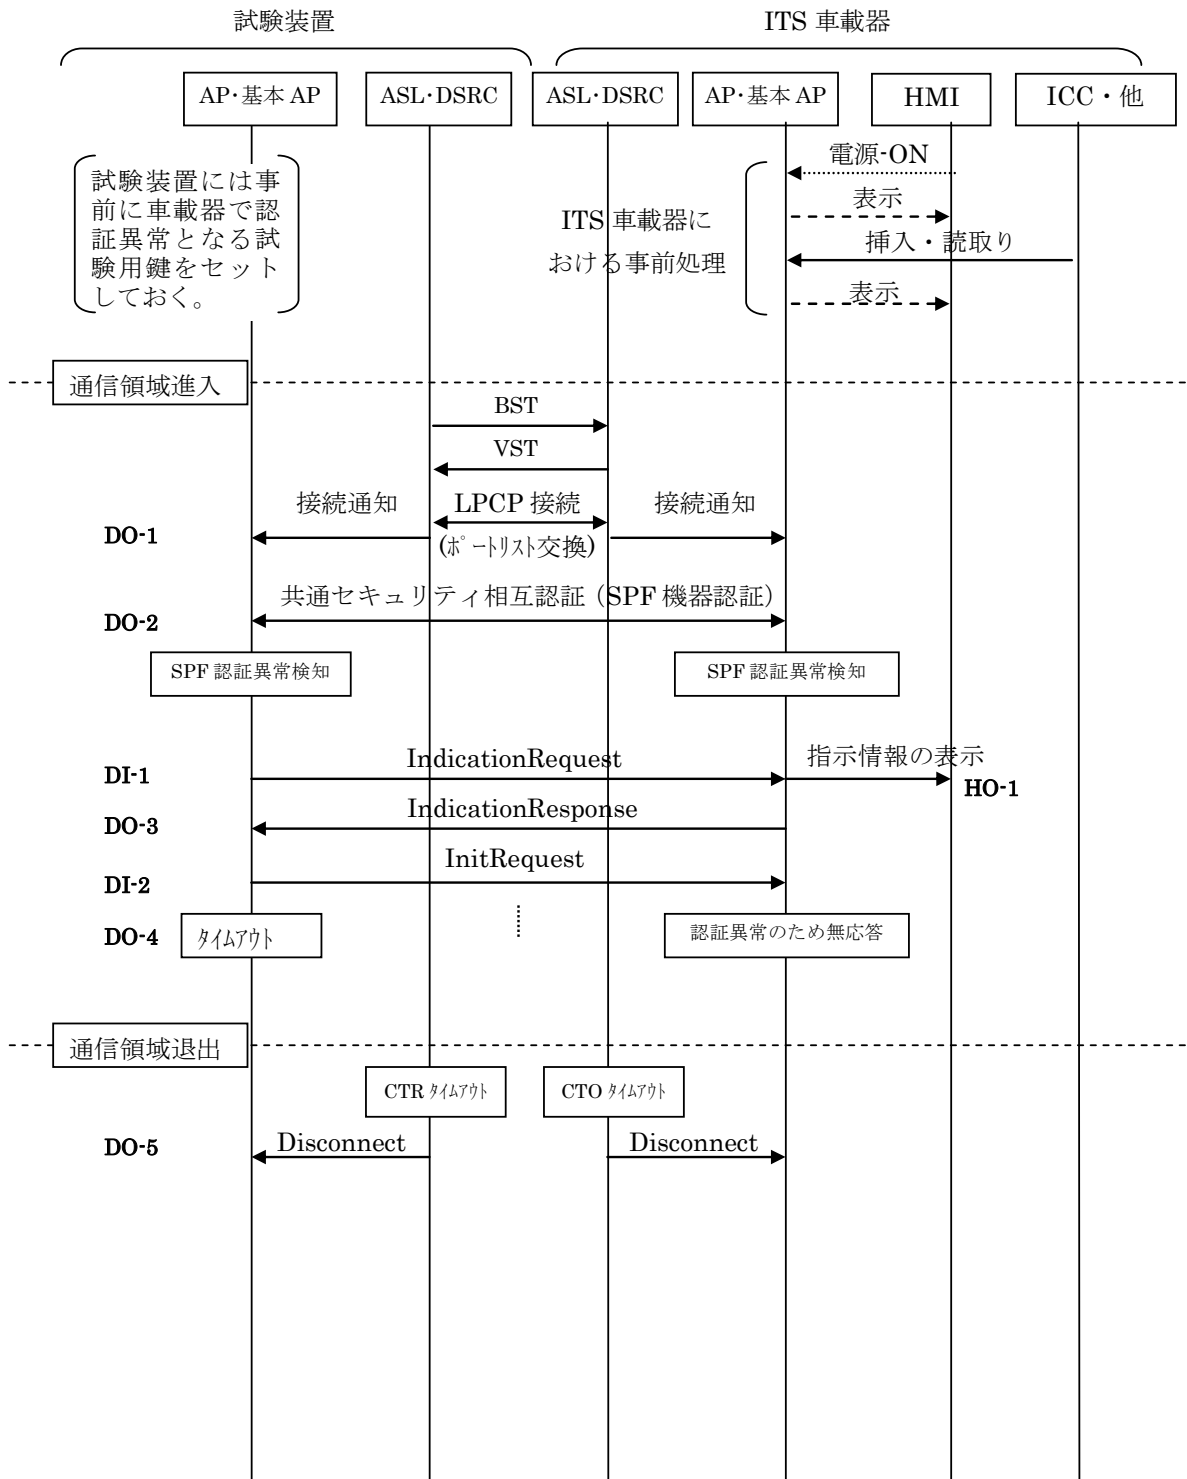 試験装置
ITS 車載器
AP・基本 AP
ASL・DSRC
ASL・DSRC
AP・基本 AP
HMI
ICC・他
試験装置には事
前に車載器で認
証異常となる試
験用鍵をセット
しておく。
ITS 車載器に
おける事前処理
電源-ON
表示
挿入・読取り
表示
通信領域進入
BST
VST
接続通知
LPCP 接続
接続通知
DO-1
(ﾎﾟｰﾄﾘｽﾄ交換)
共通セキュリティ相互認証（SPF 機器認証）
DO-2
SPF 認証異常検知
SPF 認証異常検知
IndicationRequest
指示情報の表示
DI-1
HO-1
IndicationResponse
DO-3
InitRequest
DI-2
DO-4
ﾀｲﾑｱｳﾄ
認証異常のため無応答
通信領域退出
CTR ﾀｲﾑｱｳﾄ
CTO ﾀｲﾑｱｳﾄ
DO-5
Disconnect
Disconnect